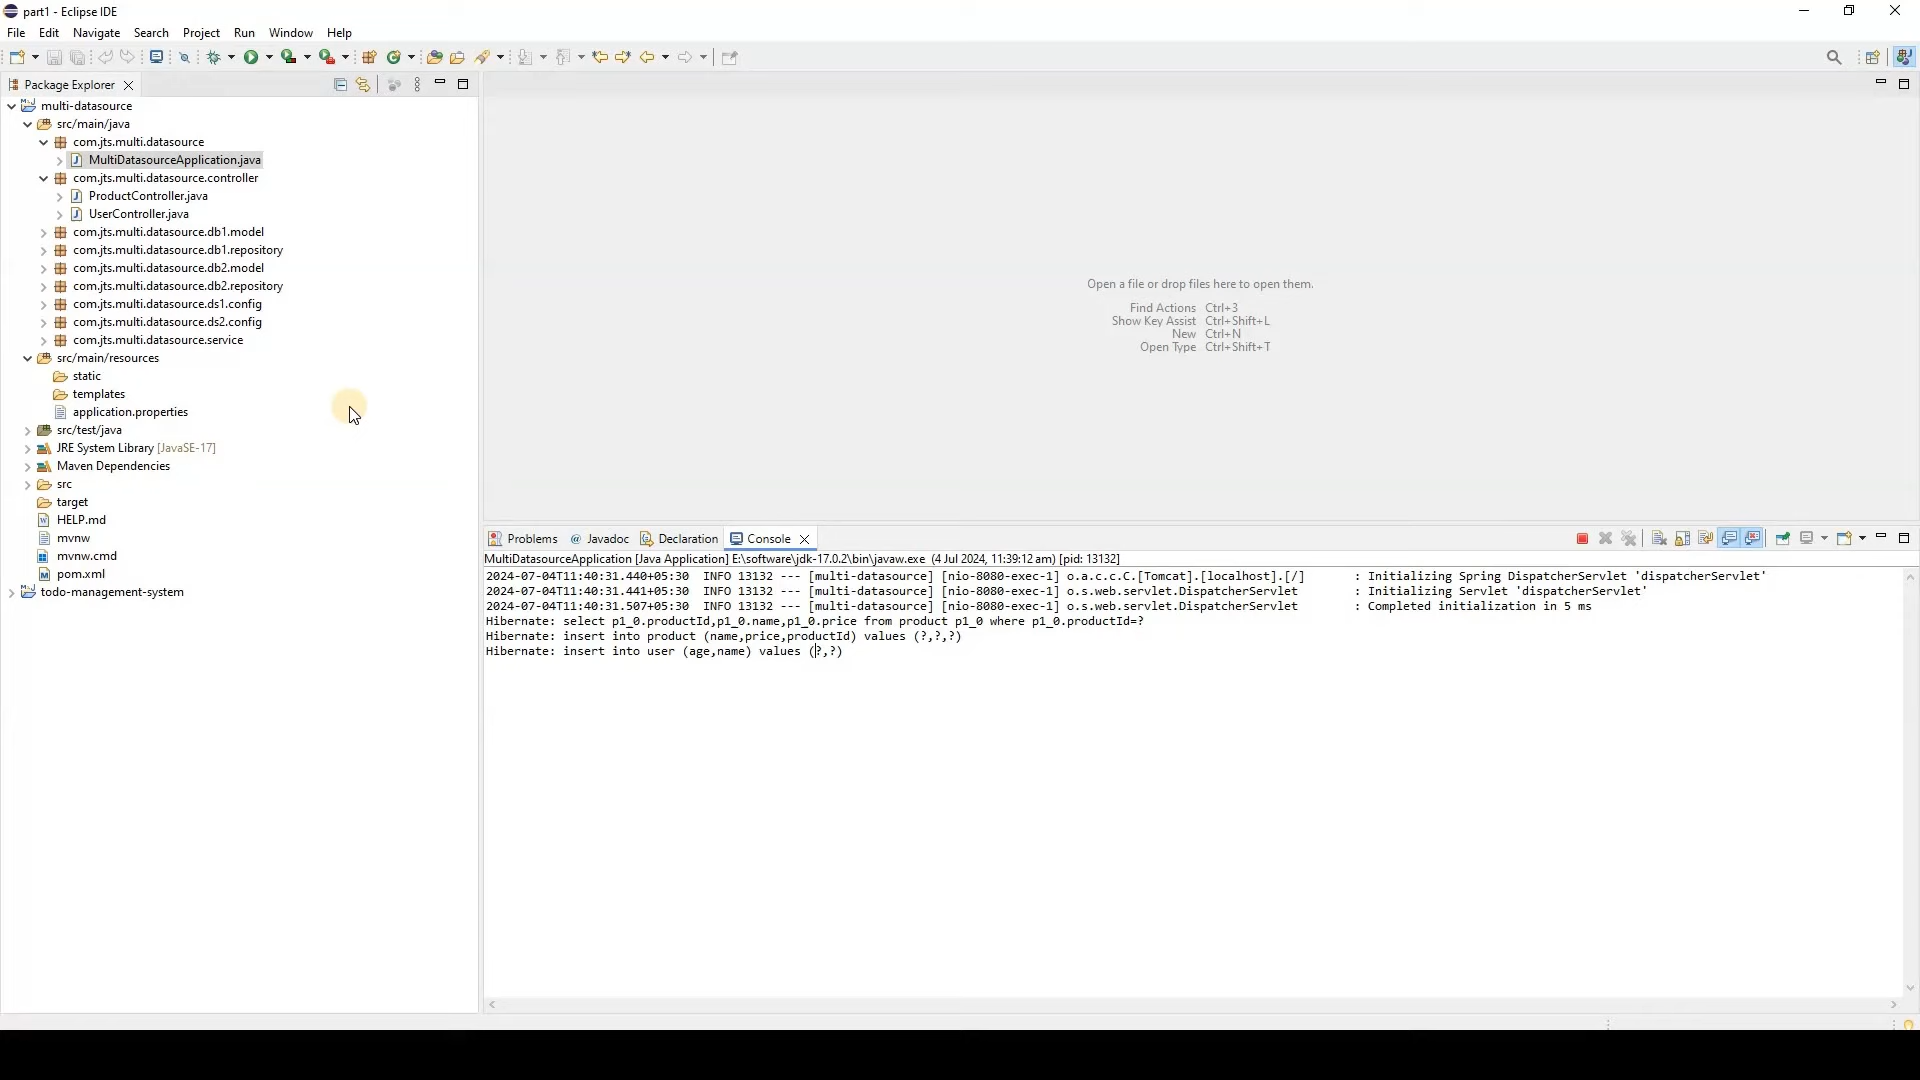 part1 - Eclipse IDE
File Edit Navigate Search Project Run Window Help
Package Explorer
multi-datasource
src/main/java
com.jts.multi.datasource
MultiDatasourceApplication.java
com.jts.multi.datasource.controller
ProductController.java
UserController.java
com.jts.multi.datasource.db1.model
com.jts.multi.datasource.db1.repository
com.jts.multi.datasource.db2.model
com.jts.multi.datasource.db2.repository
com.jts.multi.datasource.ds1.config
com.jts.multi.datasource.ds2.config
com.jts.multi.datasource.service
src/main/resources
static
templates
application.properties
src/test/java
JRE System Library [JavaSE-17]
Maven Dependencies
src
target
HELP.md
mvnw
mvnw.cmd
pom.xml
todo-management-system
Open a file or drop files here to open them.
Find Actions Ctrl+3
Show Key Assist Ctrl+Shift+L
New Ctrl+N
Open Type Ctrl+Shift+T
Problems @ Javadoc Declaration Console
MultiDatasourceApplication [Java Application] E:\software\jdk-17.0.2\bin\javaw.exe (4 Jul 2024, 11:39:12 am) [pid: 13132]
2024-07-04T11:40:31.440+05:30 INFO 13132 --- [multi-datasource] [nio-8080-exec-1] o.a.c.c.C.[Tomcat].[localhost].[/] : Initializing Spring DispatcherServlet 'dispatcherServlet'
2024-07-04T11:40:31.441+05:30 INFO 13132 --- [multi-datasource] [nio-8080-exec-1] o.s.web.servlet.DispatcherServlet : Initializing Servlet 'dispatcherServlet'
2024-07-04T11:40:31.507+05:30 INFO 13132 --- [multi-datasource] [nio-8080-exec-1] o.s.web.servlet.DispatcherServlet : Completed initialization in 5 ms
Hibernate: select p1_0.productId,p1_0.name,p1_0.price from product p1_0 where p1_0.productId=?
Hibernate: insert into product (name,price,productId) values (?,?,?)
Hibernate: insert into user (age,name) values (?,?)